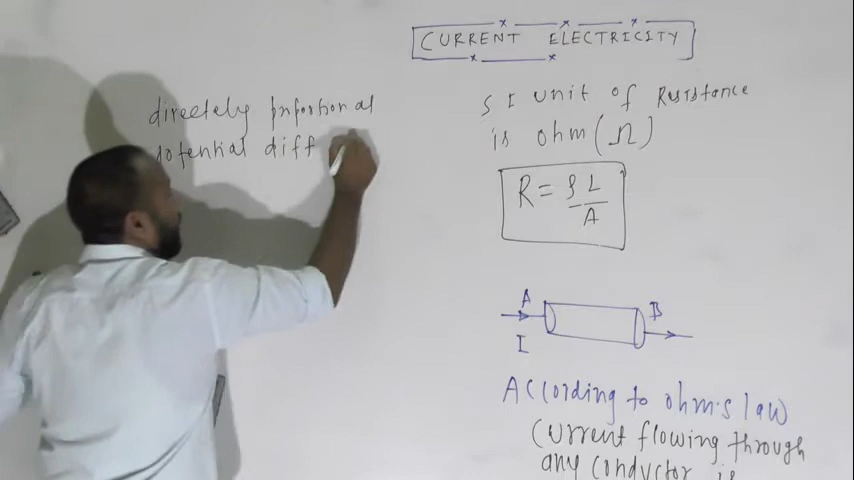 CURRENT ELECTRICITY
directely proportional
potential diff
S I unit of Resistance
is ohm (Ω)
R = ρ L
A
A
B
I
According to ohm's law
Current flowing through
any conductor is